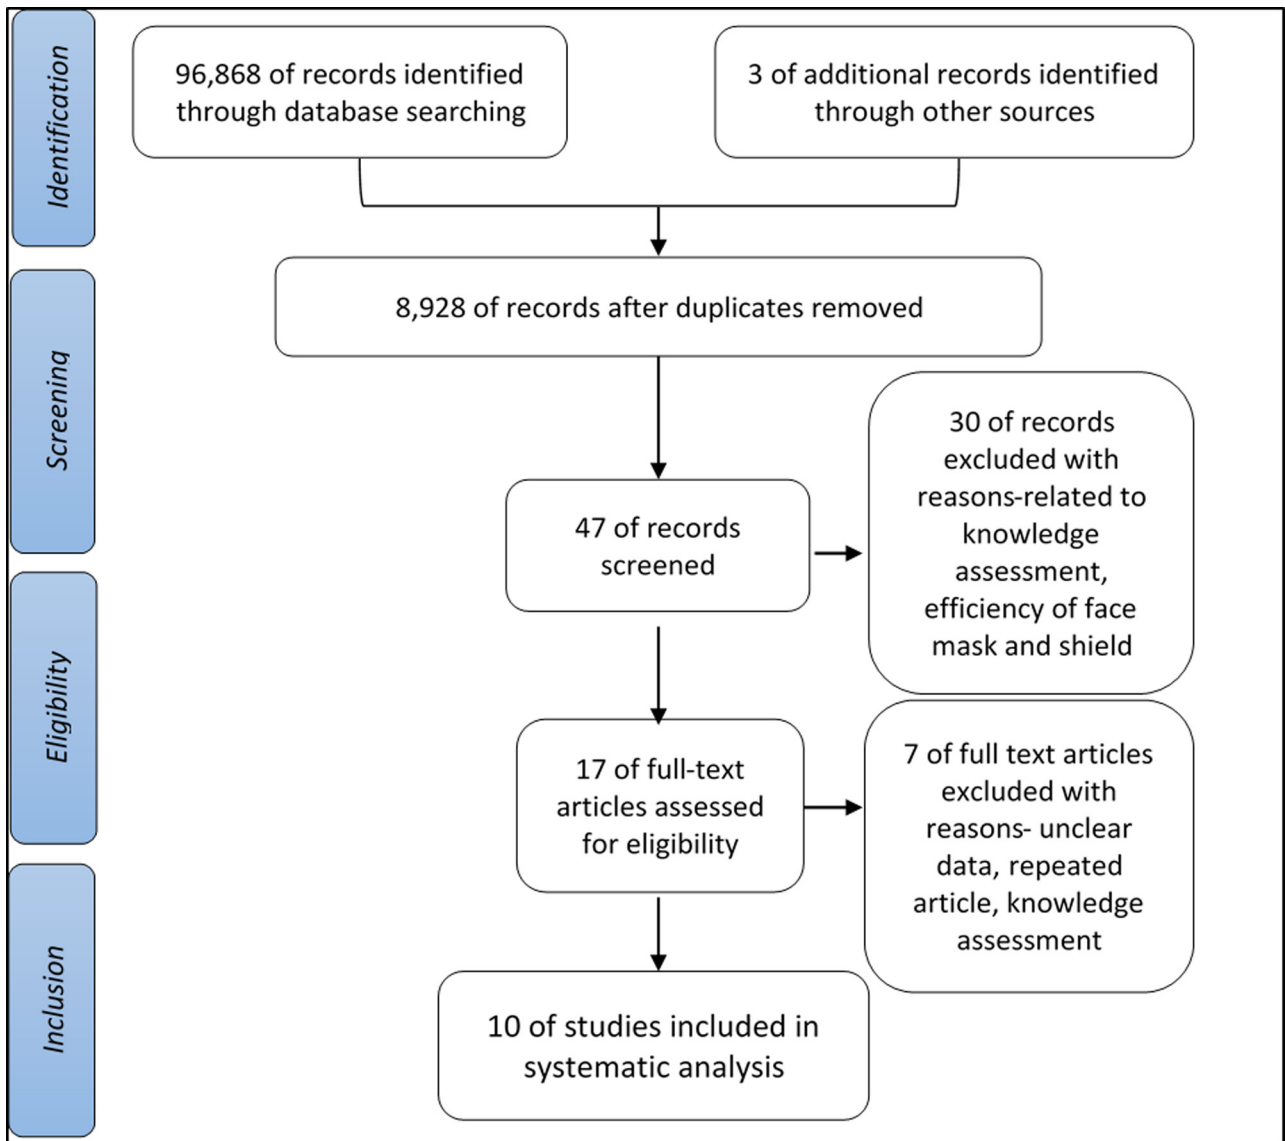 Identification
96,868 of records identified
through database searching
3 of additional records identified
through other sources
8,928 of records after duplicates removed
Screening
47 of records
screened
30 of records
excluded with
reasons-related to
knowledge
assessment,
efficiency of face
mask and shield
Eligibility
17 of full-text
articles assessed
for eligibility
7 of full text articles
excluded with
reasons- unclear
data, repeated
article, knowledge
assessment
Inclusion
10 of studies included in
systematic analysis